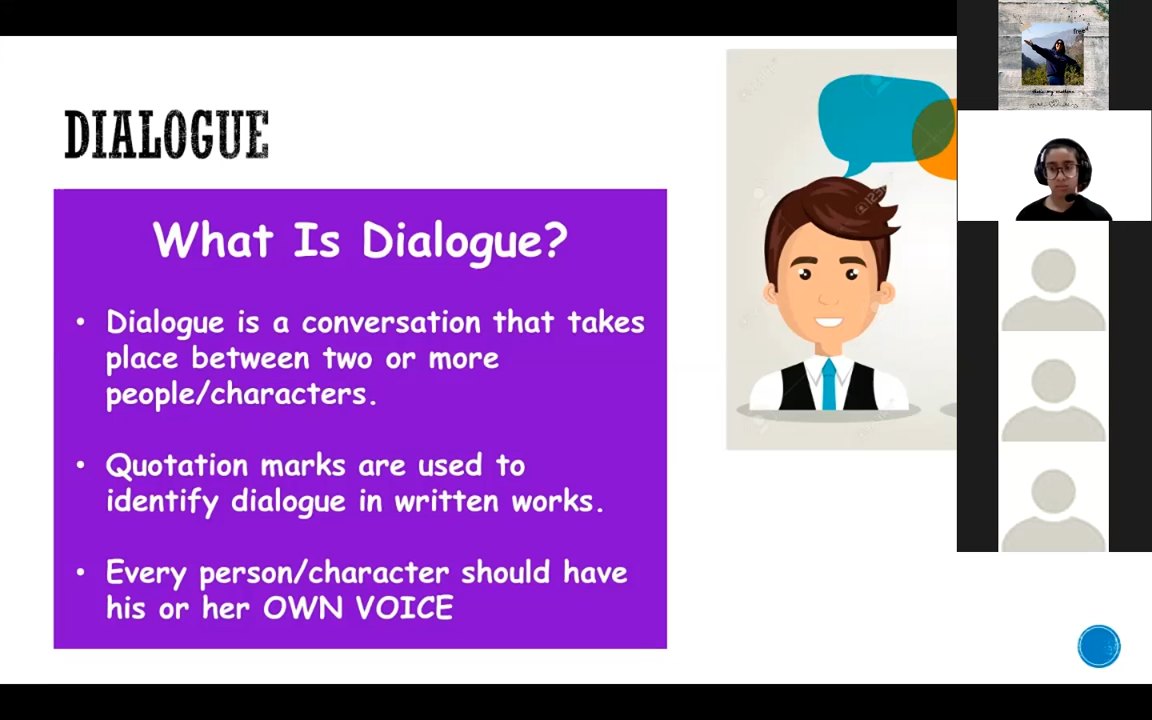 DIALOGUE
What Is Dialogue?
• Dialogue is a conversation that takes
place between two or more
people/characters.
• Quotation marks are used to
identify dialogue in written works.
• Every person/character should have
his or her OWN VOICE
free